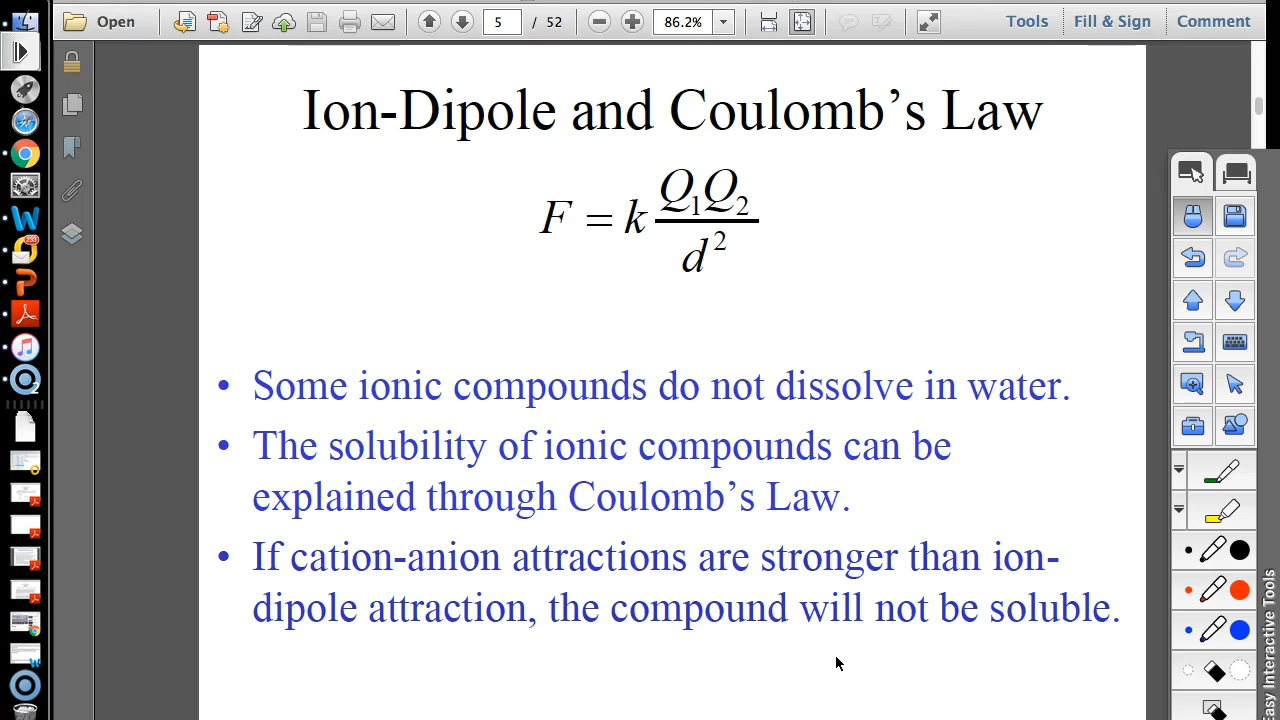 Open
5
/ 52
86.2%
Tools
Fill & Sign
Comment
Ion-Dipole and Coulomb’s Law
F = k Q₁Q₂ / d²
• Some ionic compounds do not dissolve in water.
• The solubility of ionic compounds can be
explained through Coulomb’s Law.
• If cation-anion attractions are stronger than ion-
dipole attraction, the compound will not be soluble.
Easy Interactive Tools
233
2